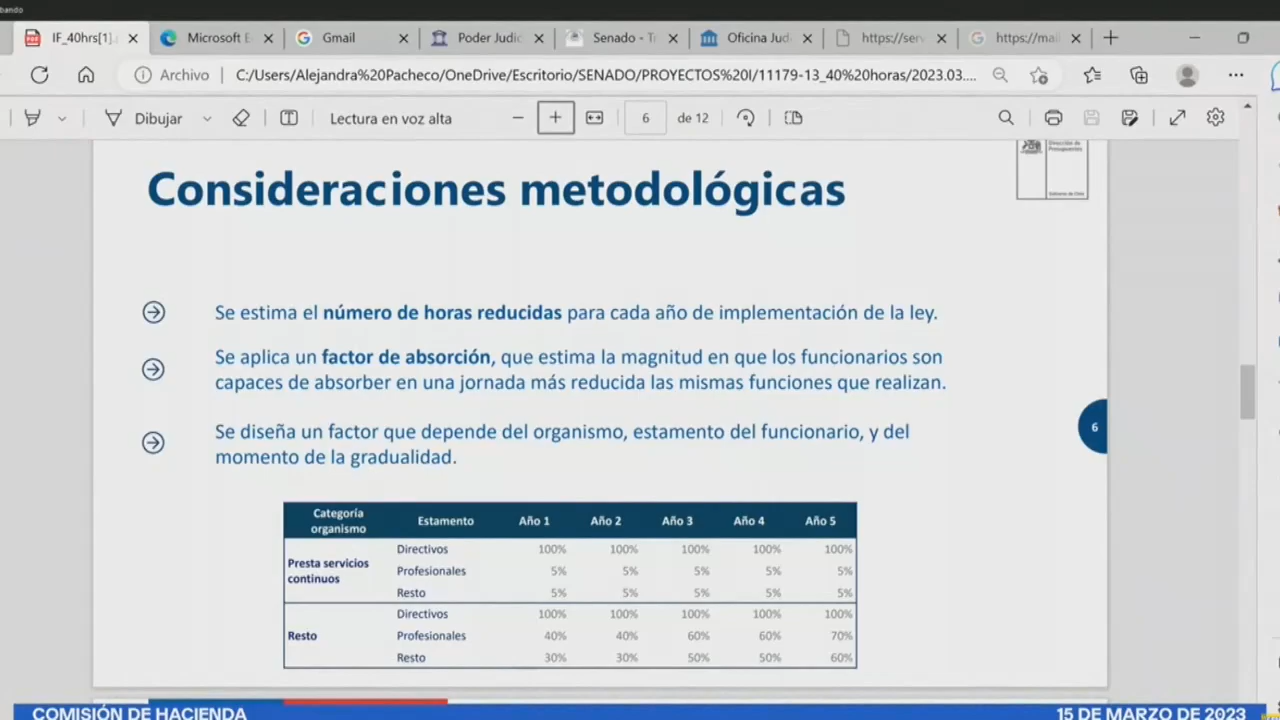 bando
IF_40hrs[1].
Microsoft E
Gmail
Poder Judic
Senado - Tr
Oficina Jud
https://serv
https://mai
Archivo
C:/Users/Alejandra%20Pacheco/OneDrive/Escritorio/SENADO/PROYECTOS%20I/11179-13_40%20horas/2023.03....
Dibujar
Lectura en voz alta
6
de 12
Dirección de
Presupuestos
Gobierno de Chile
Consideraciones metodológicas
Se estima el número de horas reducidas para cada año de implementación de la ley.
Se aplica un factor de absorción, que estima la magnitud en que los funcionarios son
capaces de absorber en una jornada más reducida las mismas funciones que realizan.
Se diseña un factor que depende del organismo, estamento del funcionario, y del
momento de la gradualidad.
6
Categoría organismo Estamento Año 1 Año 2 Año 3 Año 4 Año 5
Presta servicios continuos
Directivos 100% 100% 100% 100% 100%
Profesionales 5% 5% 5% 5% 5%
Resto 5% 5% 5% 5% 5%
Resto
Directivos 100% 100% 100% 100% 100%
Profesionales 40% 40% 60% 60% 70%
Resto 30% 30% 50% 50% 60%
COMISIÓN DE HACIENDA
15 DE MARZO DE 2023